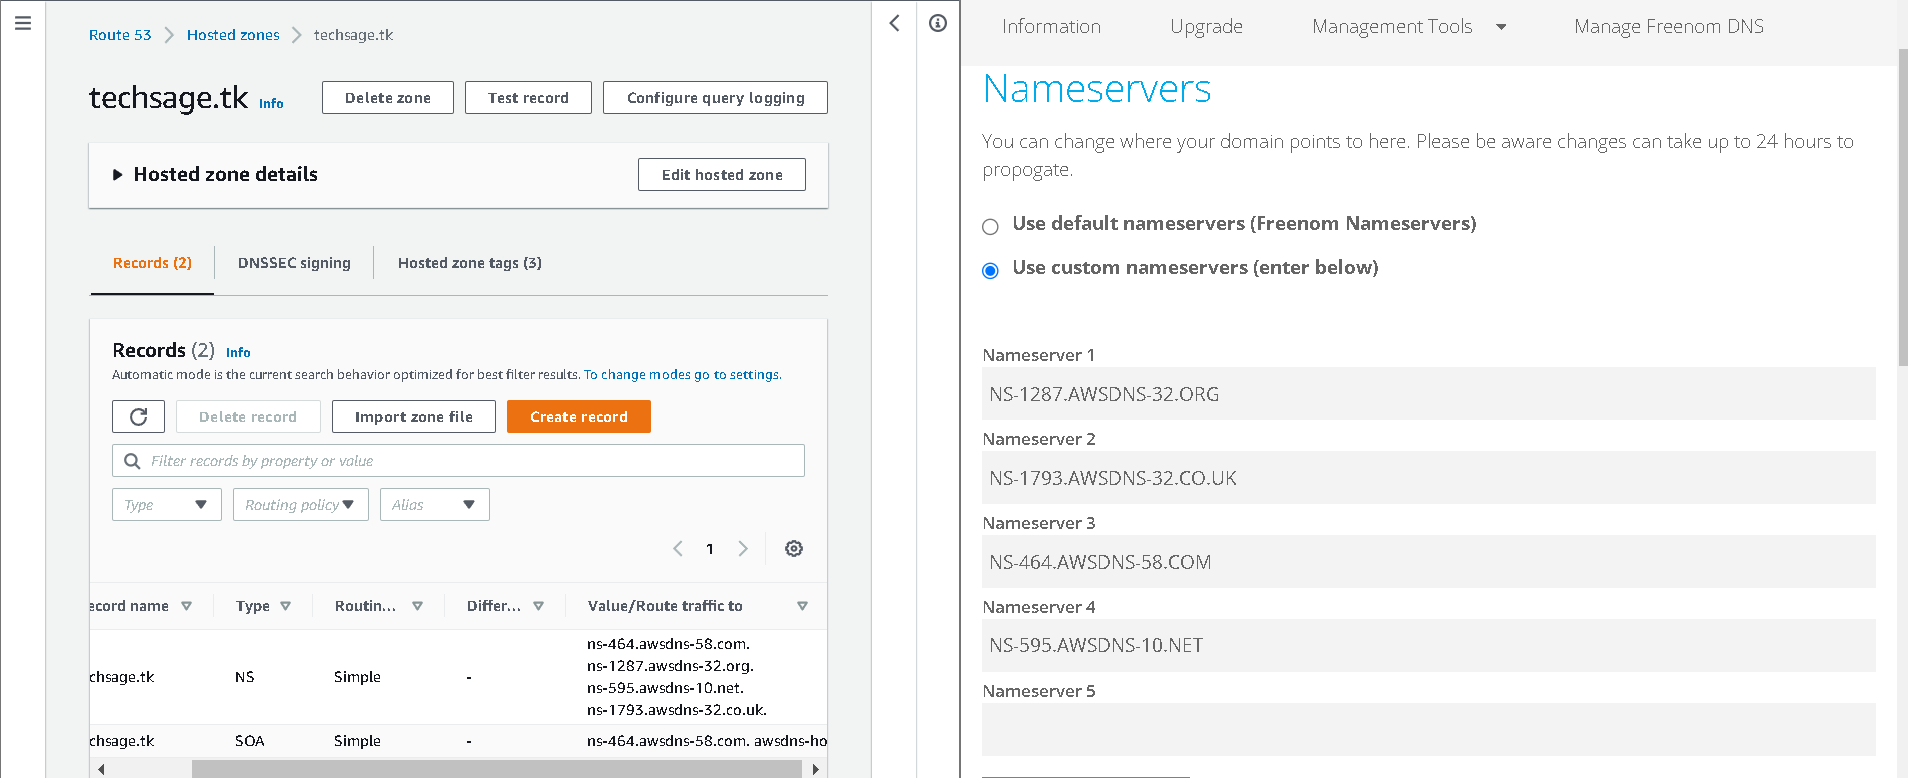 Route 53 Hosted zones techsage.tk
techsage.tk Info Delete zone Test record Configure query logging
Hosted zone details Edit hosted zone
Records (2) DNSSEC signing Hosted zone tags (3)
Records (2) Info
Automatic mode is the current search behavior optimized for best filter results. To change modes go to settings.
Delete record Import zone file Create record
Filter records by property or value
Type Routing policy Alias
1
ecord name Type Routin... Differ... Value/Route traffic to
chsage.tk NS Simple - ns-464.awsdns-58.com.
ns-1287.awsdns-32.org.
ns-595.awsdns-10.net.
ns-1793.awsdns-32.co.uk.
chsage.tk SOA Simple - ns-464.awsdns-58.com. awsdns-ho
Information Upgrade Management Tools Manage Freenom DNS
Nameservers
You can change where your domain points to here. Please be aware changes can take up to 24 hours to
propogate.
Use default nameservers (Freenom Nameservers)
Use custom nameservers (enter below)
Nameserver 1
NS-1287.AWSDNS-32.ORG
Nameserver 2
NS-1793.AWSDNS-32.CO.UK
Nameserver 3
NS-464.AWSDNS-58.COM
Nameserver 4
NS-595.AWSDNS-10.NET
Nameserver 5